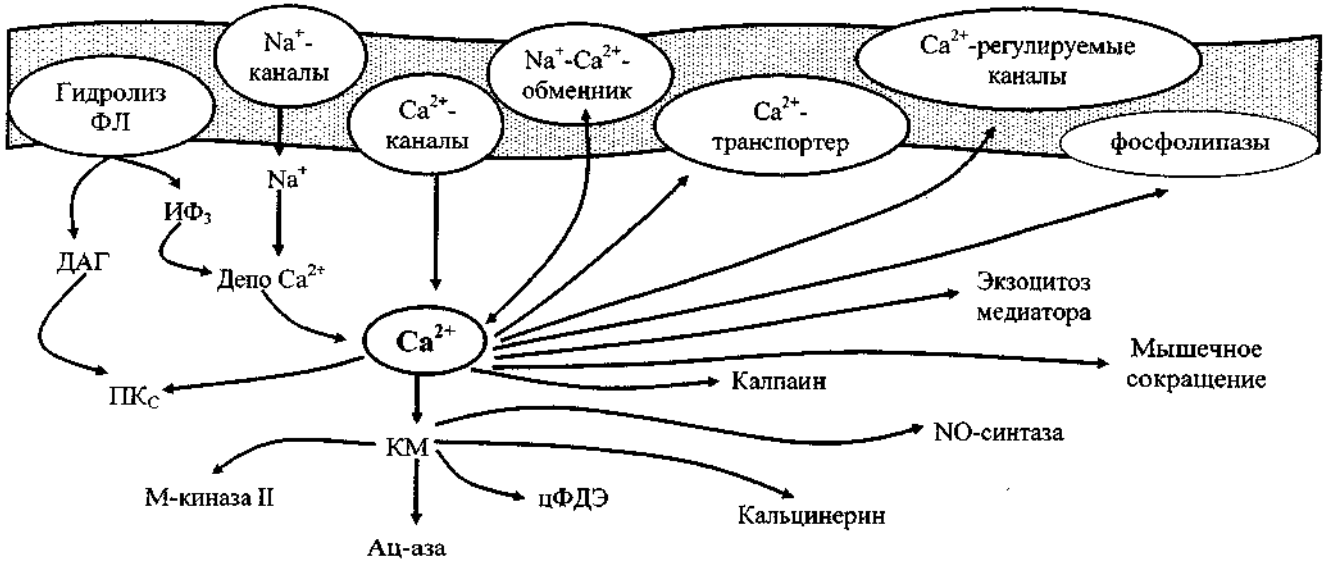 Na⁺-
каналы
Na⁺-Ca²⁺-
обменник
Ca²⁺-регулируемые
каналы
Гидролиз
ФЛ
Ca²⁺-
каналы
Ca²⁺-
транспортер
фосфолипазы
Na⁺
ИФ₃
ДАГ
Депо Ca²⁺
Экзоцитоз
медиатора
Ca²⁺
Мышечное
сокращение
Калпаин
ПКС
NO-синтаза
КМ
М-киназа II
цФДЭ
Кальцинерин
Ац-аза